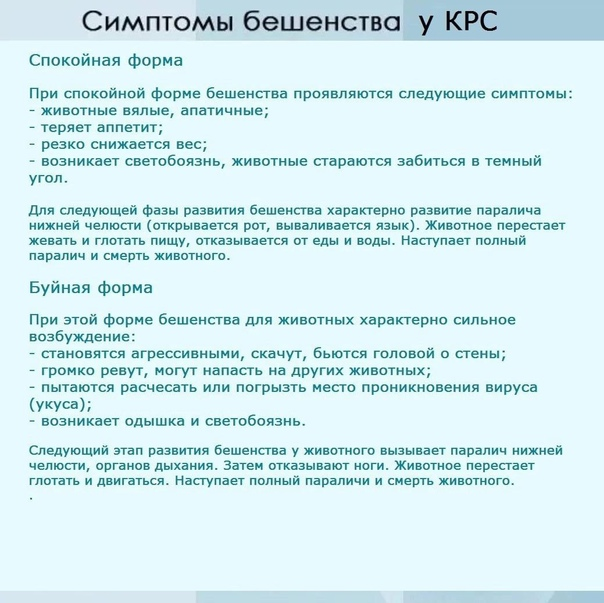 Симптомы бешенства у КРС
Спокойная форма
При спокойной форме бешенства проявляются следующие симптомы:
- животные вялые, апатичные;
- теряет аппетит;
- резко снижается вес;
- возникает светобоязнь, животные стараются забиться в темный
угол.
Для следующей фазы развития бешенства характерно развитие паралича
нижней челюсти (открывается рот, вываливается язык). Животное перестает
жевать и глотать пищу, отказывается от еды и воды. Наступает полный
паралич и смерть животного.
Буйная форма
При этой форме бешенства для животных характерно сильное
возбуждение:
- становятся агрессивными, скачут, бьются головой о стены;
- громко ревут, могут напасть на других животных;
- пытаются расчесать или погрызть место проникновения вируса
(укуса);
- возникает одышка и светобоязнь.
Следующий этап развития бешенства у животного вызывает паралич нижней
челюсти, органов дыхания. Затем отказывают ноги. Животное перестает
глотать и двигаться. Наступает полный параличи и смерть животного.
.